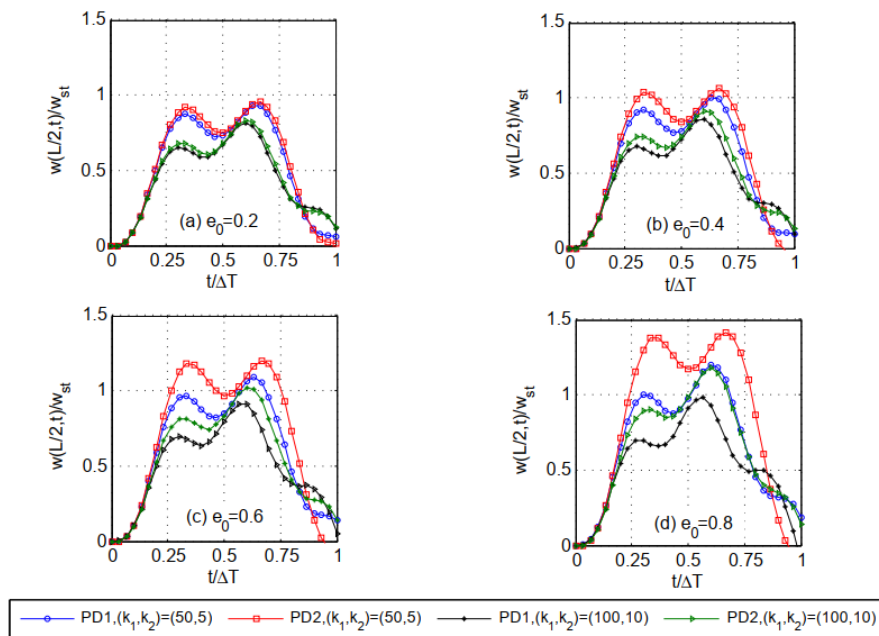 1.5
1
0.5
0
w(L/2,t)/w_st
(a) e_0=0.2
0 0.25 0.5 0.75 1
t/ΔT
1.5
1
0.5
0
w(L/2,t)/w_st
(b) e_0=0.4
0 0.25 0.5 0.75 1
t/ΔT
1.5
1
0.5
0
w(L/2,t)/w_st
(c) e_0=0.6
0 0.25 0.5 0.75 1
t/ΔT
1.5
1
0.5
0
w(L/2,t)/w_st
(d) e_0=0.8
0 0.25 0.5 0.75 1
t/ΔT
PD1,(k_1,k_2)=(50,5) PD2,(k_1,k_2)=(50,5) PD1,(k_1,k_2)=(100,10) PD2,(k_1,k_2)=(100,10)